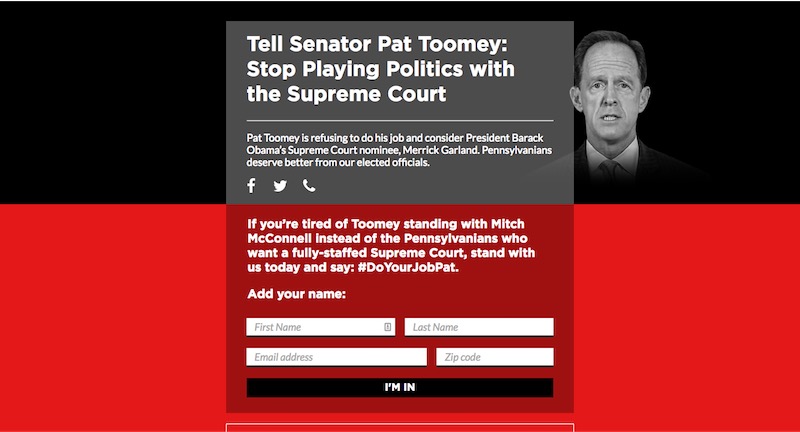 Tell Senator Pat Toomey:
Stop Playing Politics with
the Supreme Court
Pat Toomey is refusing to do his job and consider President Barack
Obama's Supreme Court nominee, Merrick Garland. Pennsylvanians
deserve better from our elected officials.
If you're tired of Toomey standing with Mitch
McConnell instead of the Pennsylvanians who
want a fully-staffed Supreme Court, stand with
us today and say: #DoYourJobPat.
Add your name:
First Name Last Name
Email address Zip code
I'M IN